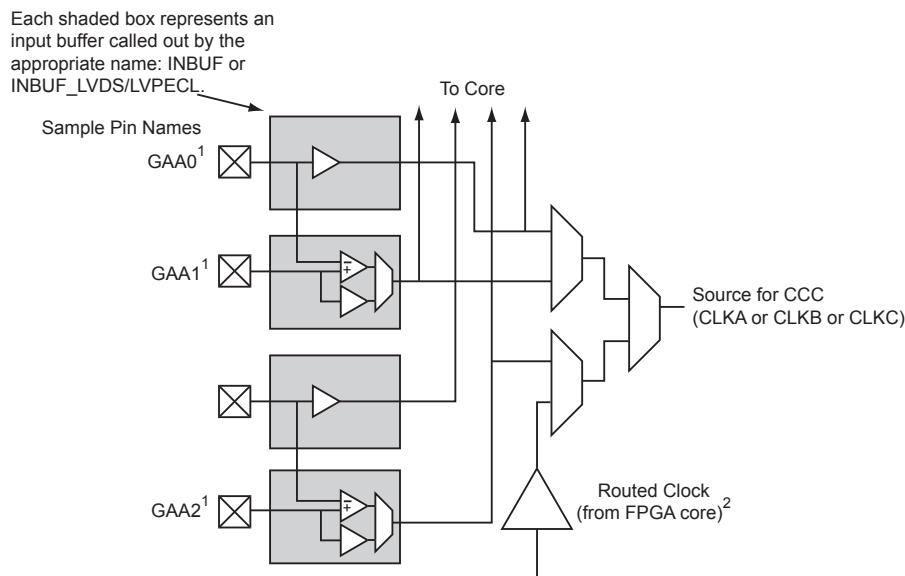 Each shaded box represents an
input buffer called out by the
appropriate name: INBUF or
INBUF_LVDS/LVPECL.
To Core
Sample Pin Names
GAA0¹
GAA1¹
GAA2¹
Source for CCC
(CLKA or CLKB or CLKC)
Routed Clock
(from FPGA core)²